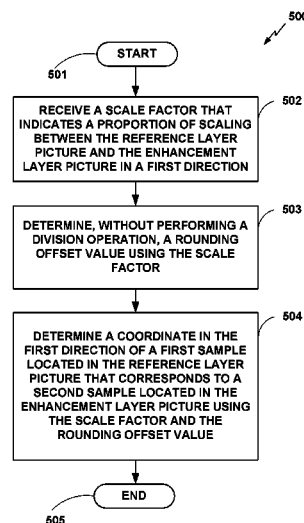 500
START
501
RECEIVE A SCALE FACTOR THAT
INDICATES A PROPORTION OF SCALING
BETWEEN THE REFERENCE LAYER
PICTURE AND THE ENHANCEMENT
LAYER PICTURE IN A FIRST DIRECTION
502
DETERMINE, WITHOUT PERFORMING A
DIVISION OPERATION, A ROUNDING
OFFSET VALUE USING THE SCALE
FACTOR
503
DETERMINE A COORDINATE IN THE
FIRST DIRECTION OF A FIRST SAMPLE
LOCATED IN THE REFERENCE LAYER
PICTURE THAT CORRESPONDS TO A
SECOND SAMPLE LOCATED IN THE
ENHANCEMENT LAYER PICTURE USING
THE SCALE FACTOR AND THE
ROUNDING OFFSET VALUE
504
END
505